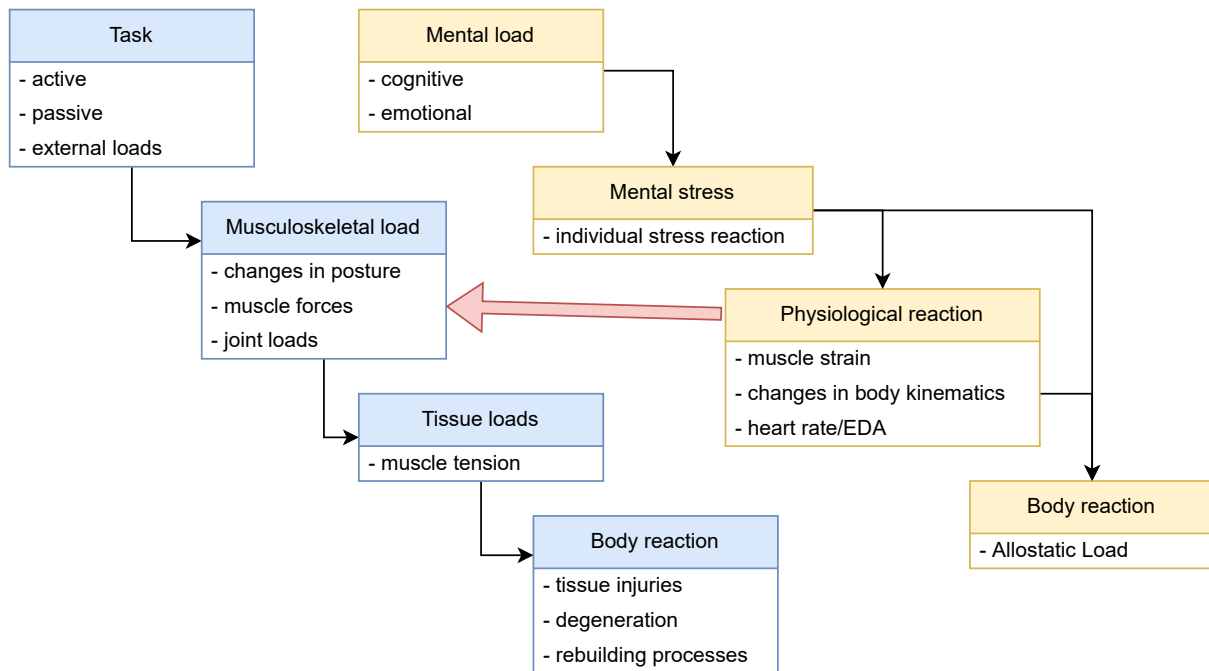 Task
- active
- passive
- external loads
Mental load
- cognitive
- emotional
Mental stress
- individual stress reaction
Musculoskeletal load
- changes in posture
- muscle forces
- joint loads
Physiological reaction
- muscle strain
- changes in body kinematics
- heart rate/EDA
Tissue loads
- muscle tension
Body reaction
- Allostatic Load
Body reaction
- tissue injuries
- degeneration
- rebuilding processes